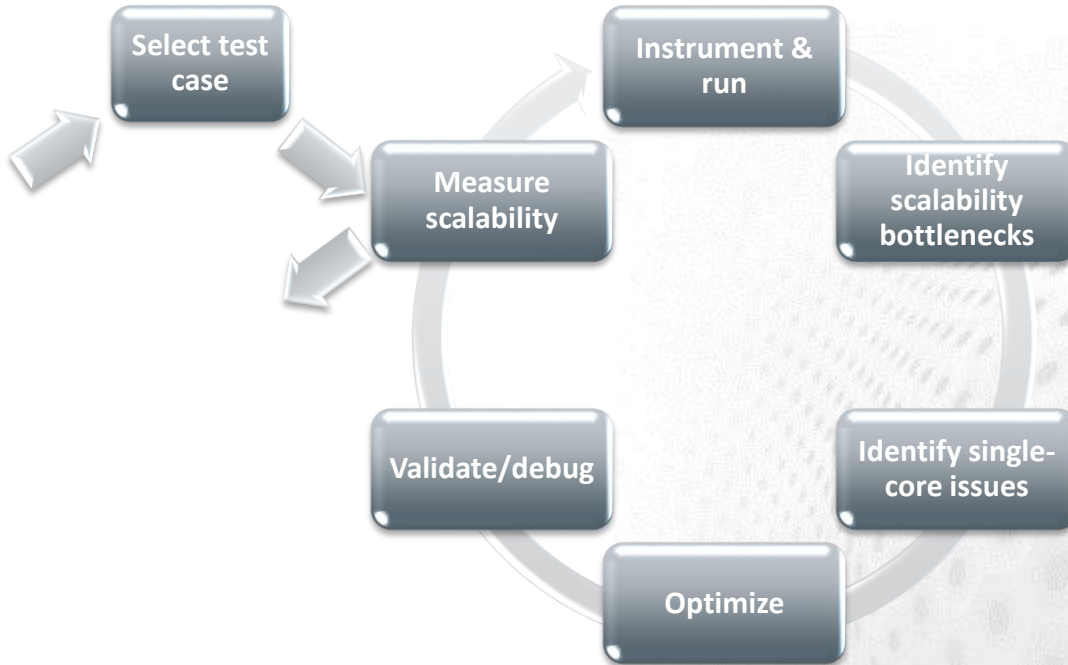 Select test
case
Instrument &
run
Measure
scalability
Identify
scalability
bottlenecks
Validate/debug
Identify single-
core issues
Optimize